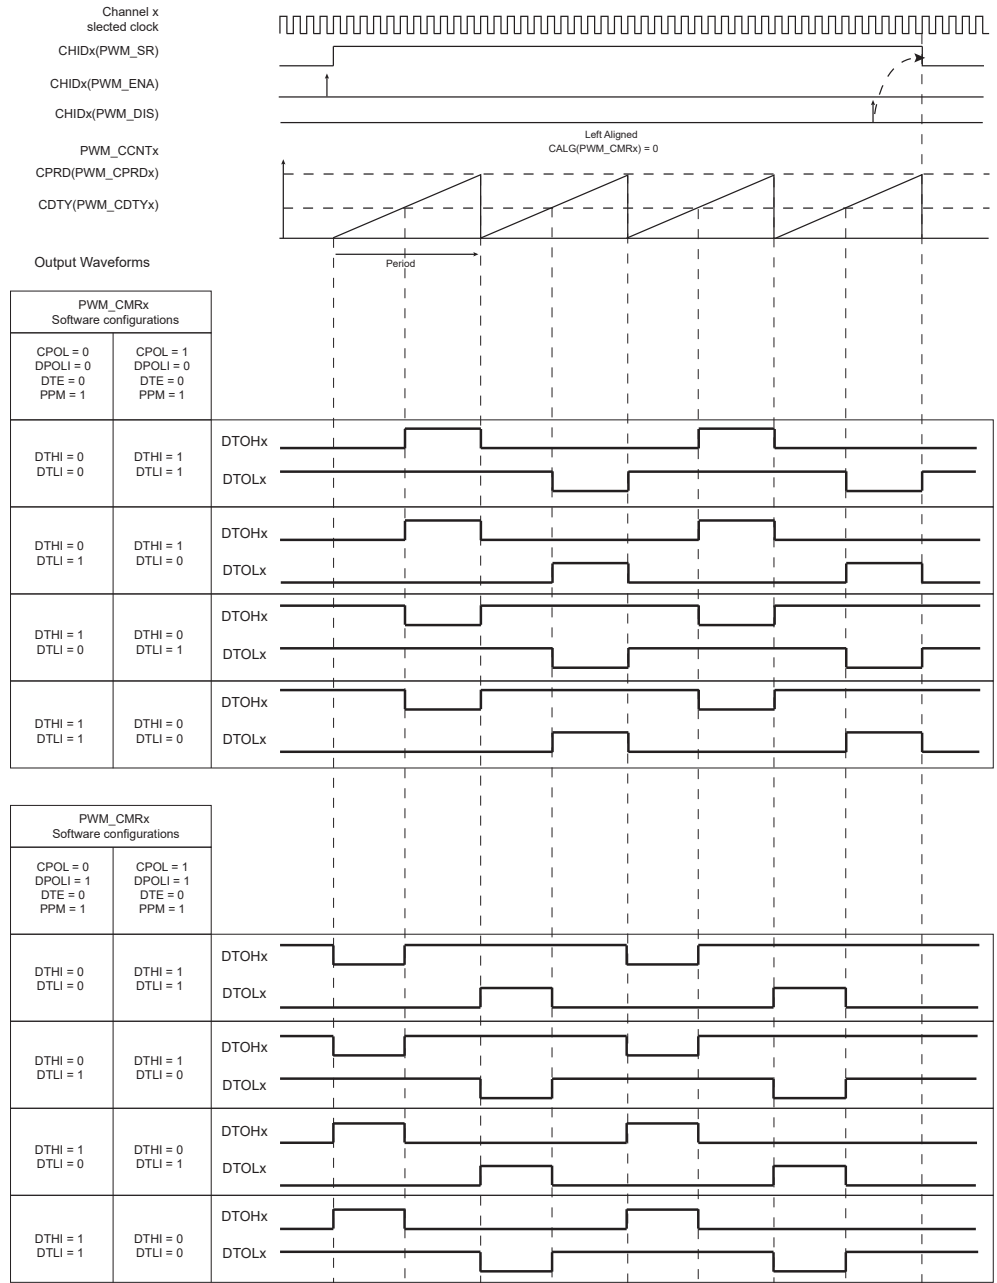 Channel x
slected clock
CHIDx(PWM_SR)
CHIDx(PWM_ENA)
CHIDx(PWM_DIS)
Left Aligned
CALG(PWM_CMRx) = 0
PWM_CCNTx
CPRD(PWM_CPRDx)
CDTY(PWM_CDTYx)
Output Waveforms
Period
PWM_CMRx
Software configurations
CPOL = 0
DPOLI = 0
DTE = 0
PPM = 1
CPOL = 1
DPOLI = 0
DTE = 0
PPM = 1
DTHI = 0
DTLI = 0
DTHI = 1
DTLI = 1
DTOHx
DTOLx
DTHI = 0
DTLI = 1
DTHI = 1
DTLI = 0
DTOHx
DTOLx
DTHI = 1
DTLI = 0
DTHI = 0
DTLI = 1
DTOHx
DTOLx
DTHI = 1
DTLI = 1
DTHI = 0
DTLI = 0
DTOHx
DTOLx
PWM_CMRx
Software configurations
CPOL = 0
DPOLI = 1
DTE = 0
PPM = 1
CPOL = 1
DPOLI = 1
DTE = 0
PPM = 1
DTHI = 0
DTLI = 0
DTHI = 1
DTLI = 1
DTOHx
DTOLx
DTHI = 0
DTLI = 1
DTHI = 1
DTLI = 0
DTOHx
DTOLx
DTHI = 1
DTLI = 0
DTHI = 0
DTLI = 1
DTOHx
DTOLx
DTHI = 1
DTLI = 1
DTHI = 0
DTLI = 0
DTOHx
DTOLx